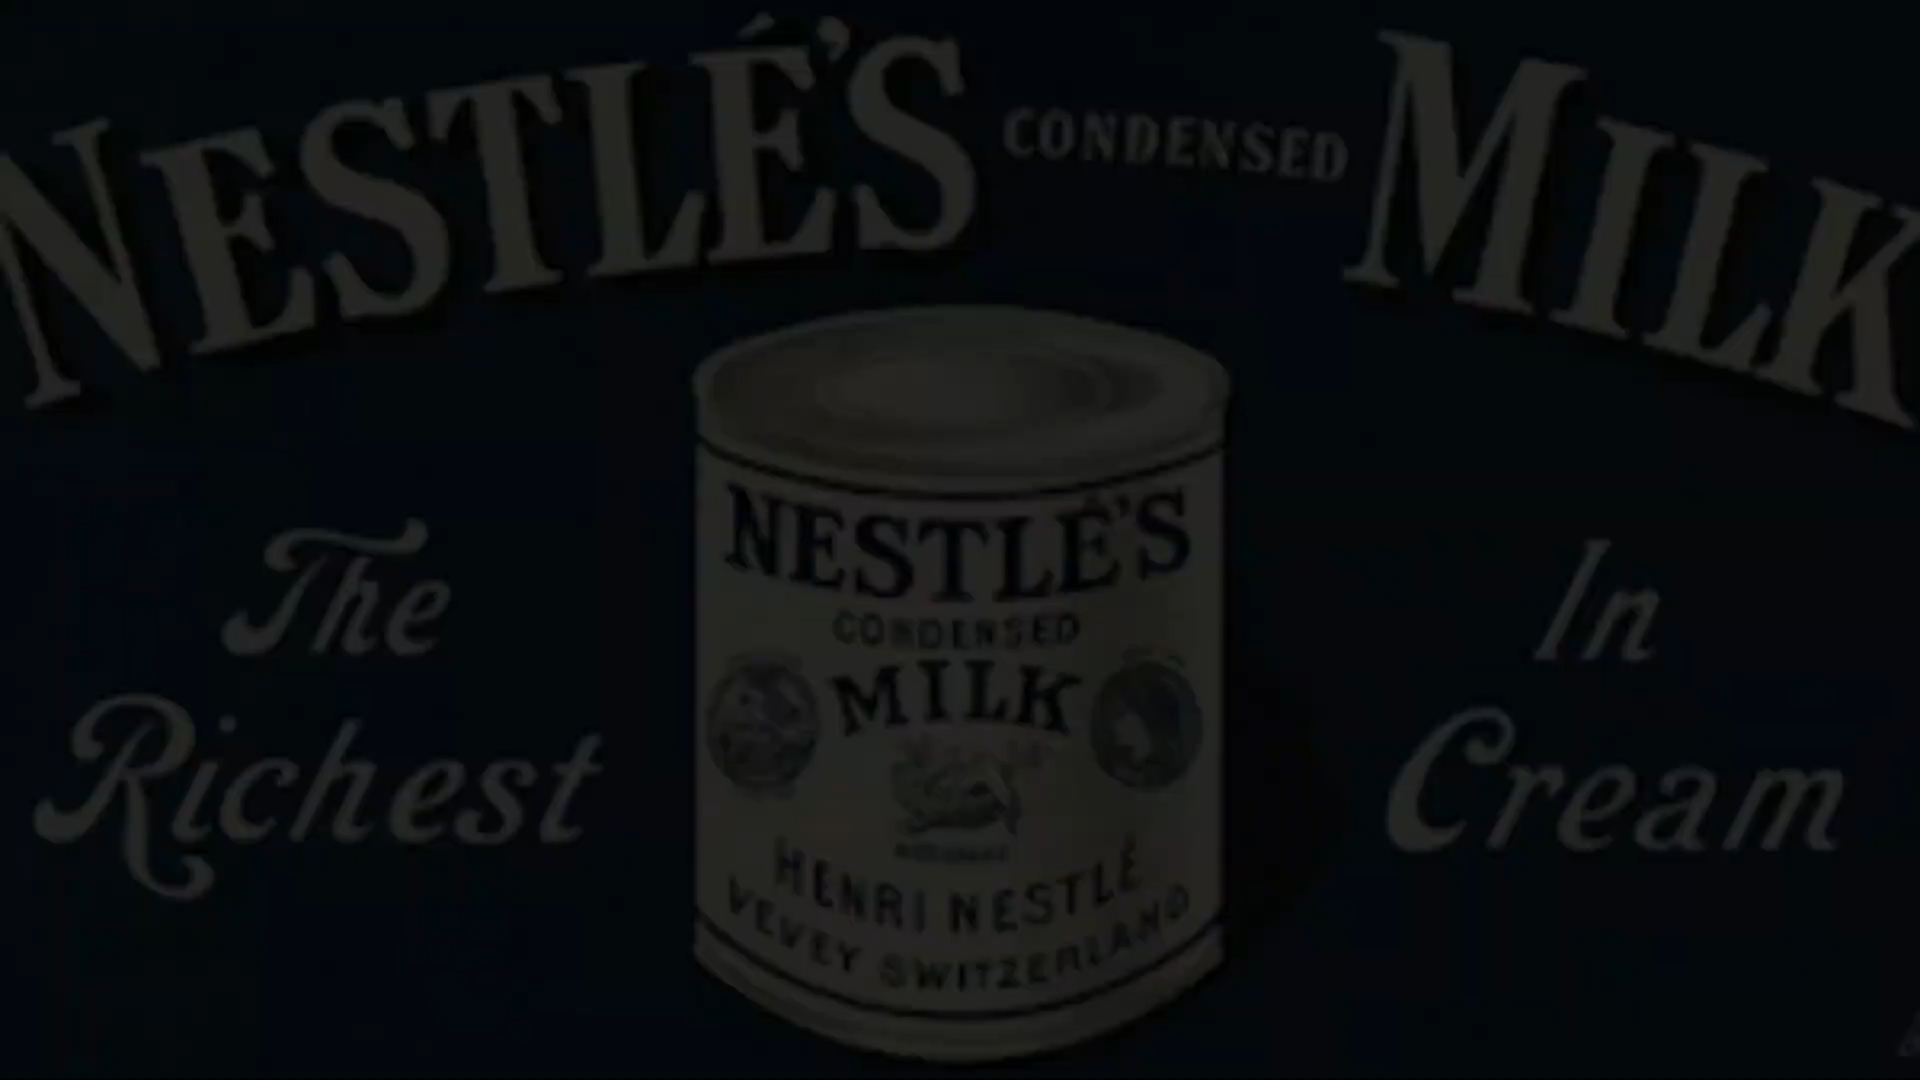 NESTLÉ'S CONDENSED MILK
The
Richest
In
Cream
NESTLÉ'S
CONDENSED
MILK
HENRI NESTLÉ
VEVEY SWITZERLAND